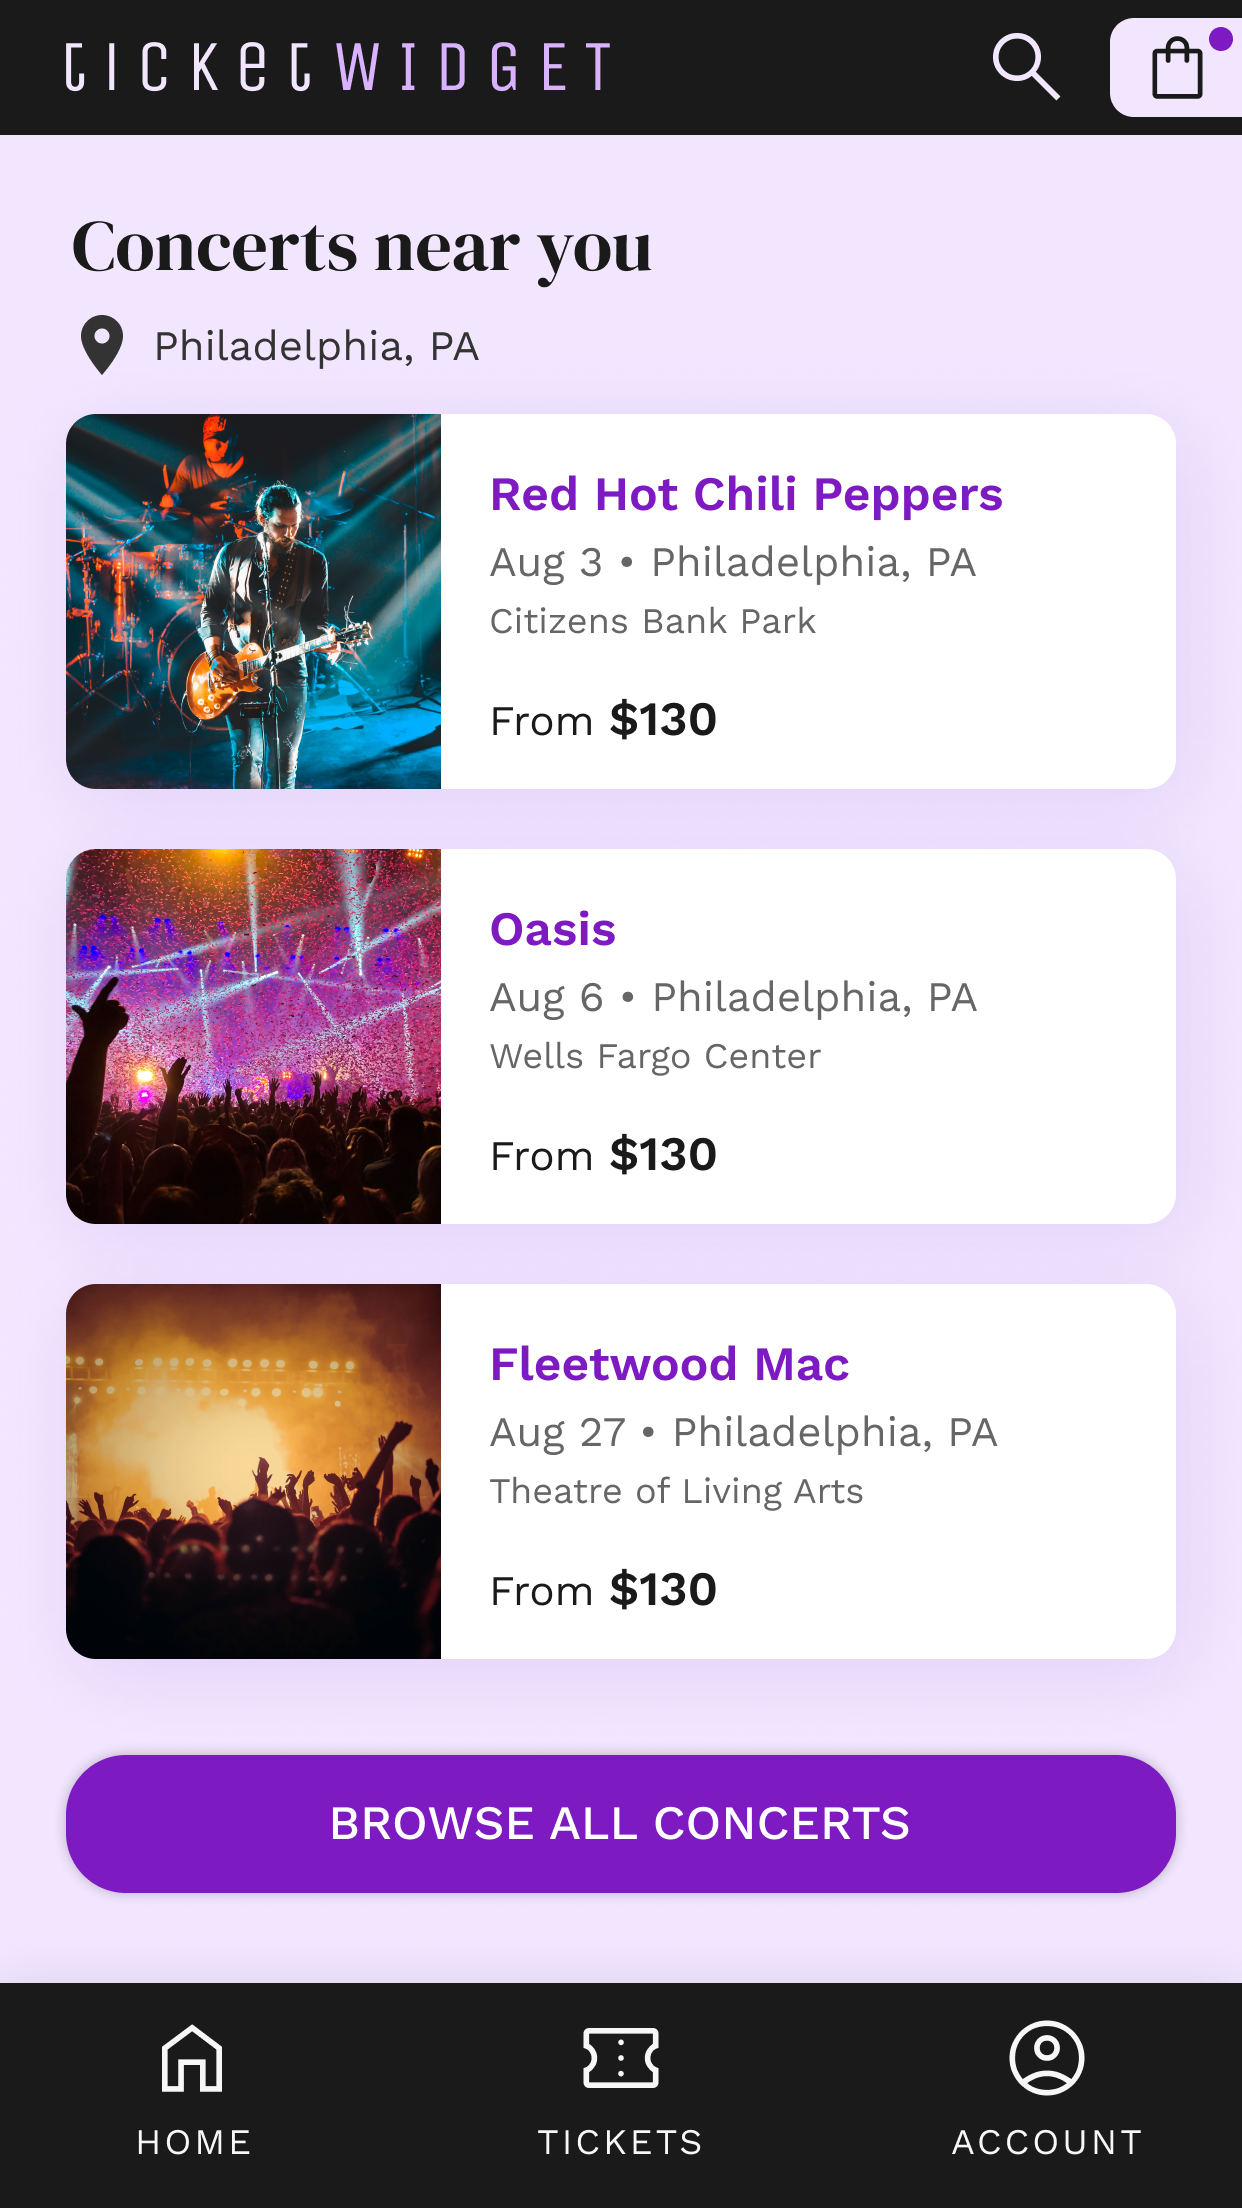 tICKetWIDGET
Concerts near you
Philadelphia, PA
Red Hot Chili Peppers
Aug 3 • Philadelphia, PA
Citizens Bank Park
From $130
Oasis
Aug 6 • Philadelphia, PA
Wells Fargo Center
From $130
Fleetwood Mac
Aug 27 • Philadelphia, PA
Theatre of Living Arts
From $130
BROWSE ALL CONCERTS
HOME TICKETS ACCOUNT